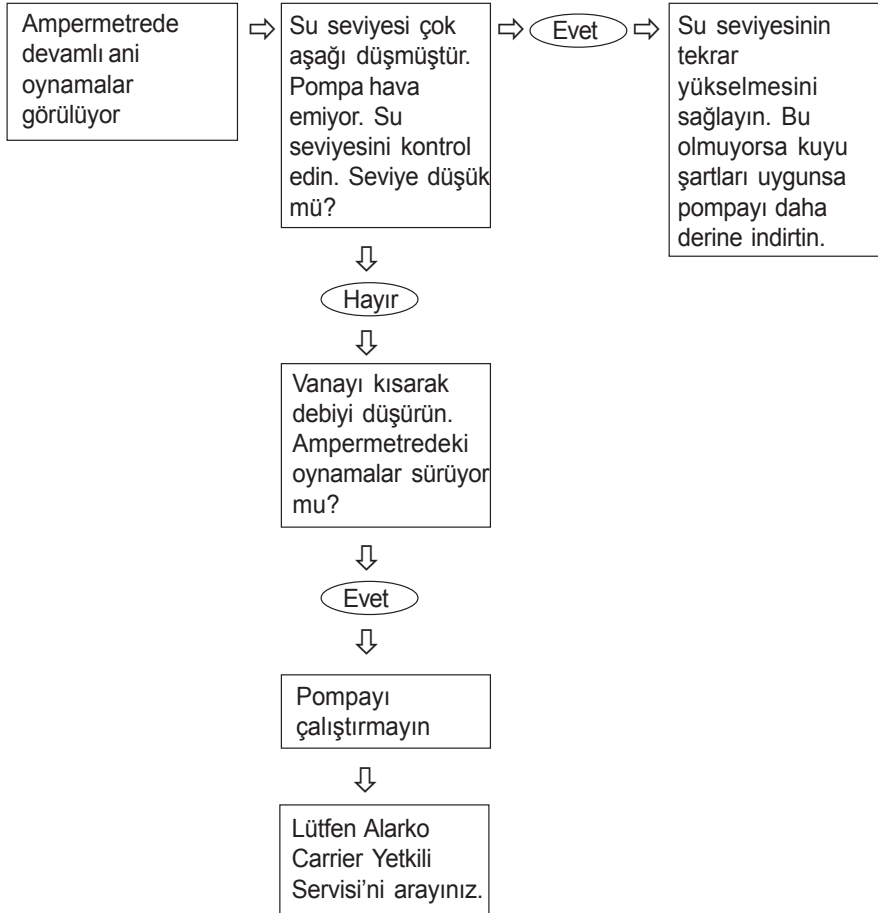 Ampermetrede
devamlı ani
oynamalar
görülüyor
Su seviyesi çok
aşağı düşmüştür.
Pompa hava
emiyor. Su
seviyesini kontrol
edin. Seviye düşük
mü?
Evet
Su seviyesinin
tekrar
yükselmesini
sağlayın. Bu
olmuyorsa kuyu
şartları uygunsa
pompayı daha
derine indirtin.
Hayır
Vanayı kısarak
debiyi düşürün.
Ampermetredeki
oynamalar sürüyor
mu?
Evet
Pompayı
çalıştırmayın
Lütfen Alarko
Carrier Yetkili
Servisi’ni arayınız.